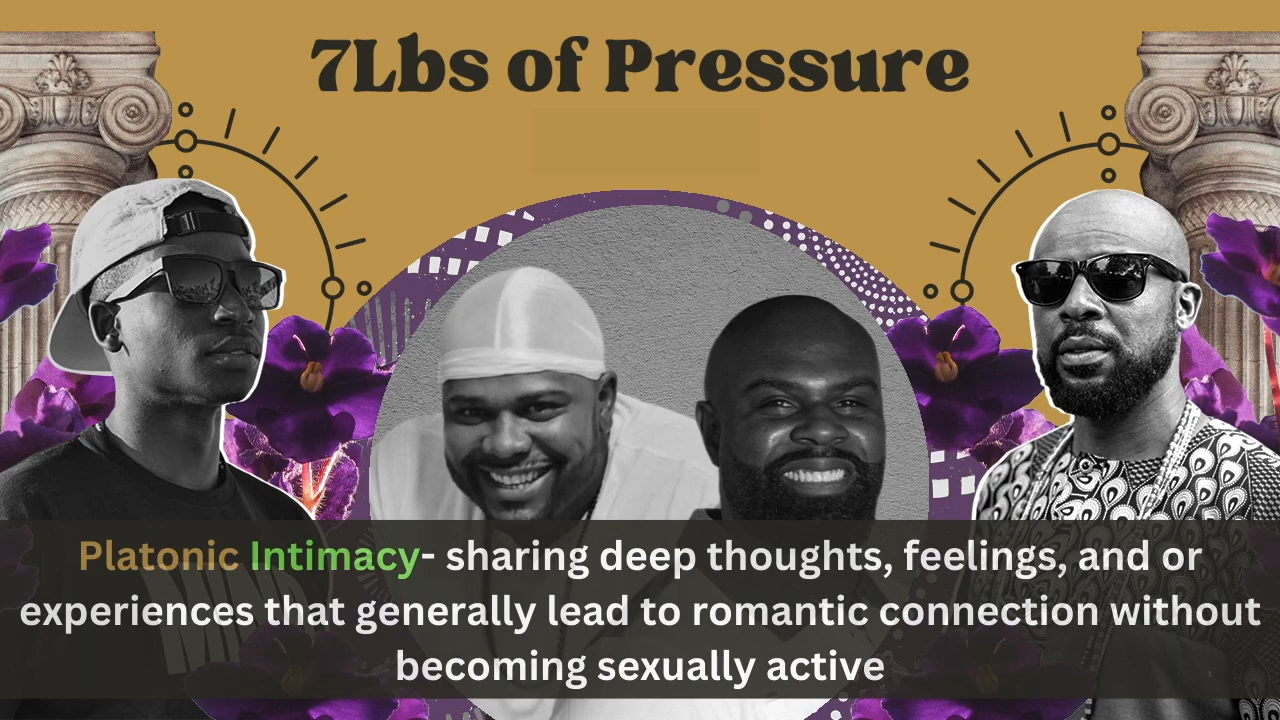 7Lbs of Pressure
Platonic Intimacy- sharing deep thoughts, feelings, and or
experiences that generally lead to romantic connection without
becoming sexually active